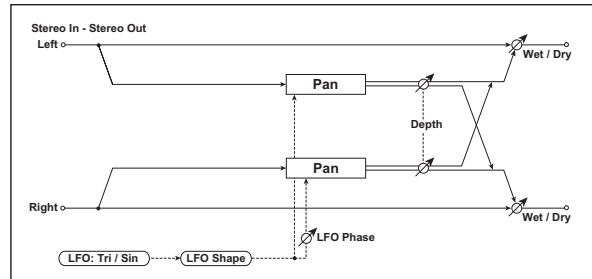 Stereo In - Stereo Out
Left
Wet / Dry
Pan
Depth
Pan
Right
Wet / Dry
LFO Phase
LFO: Tri / Sin
LFO Shape